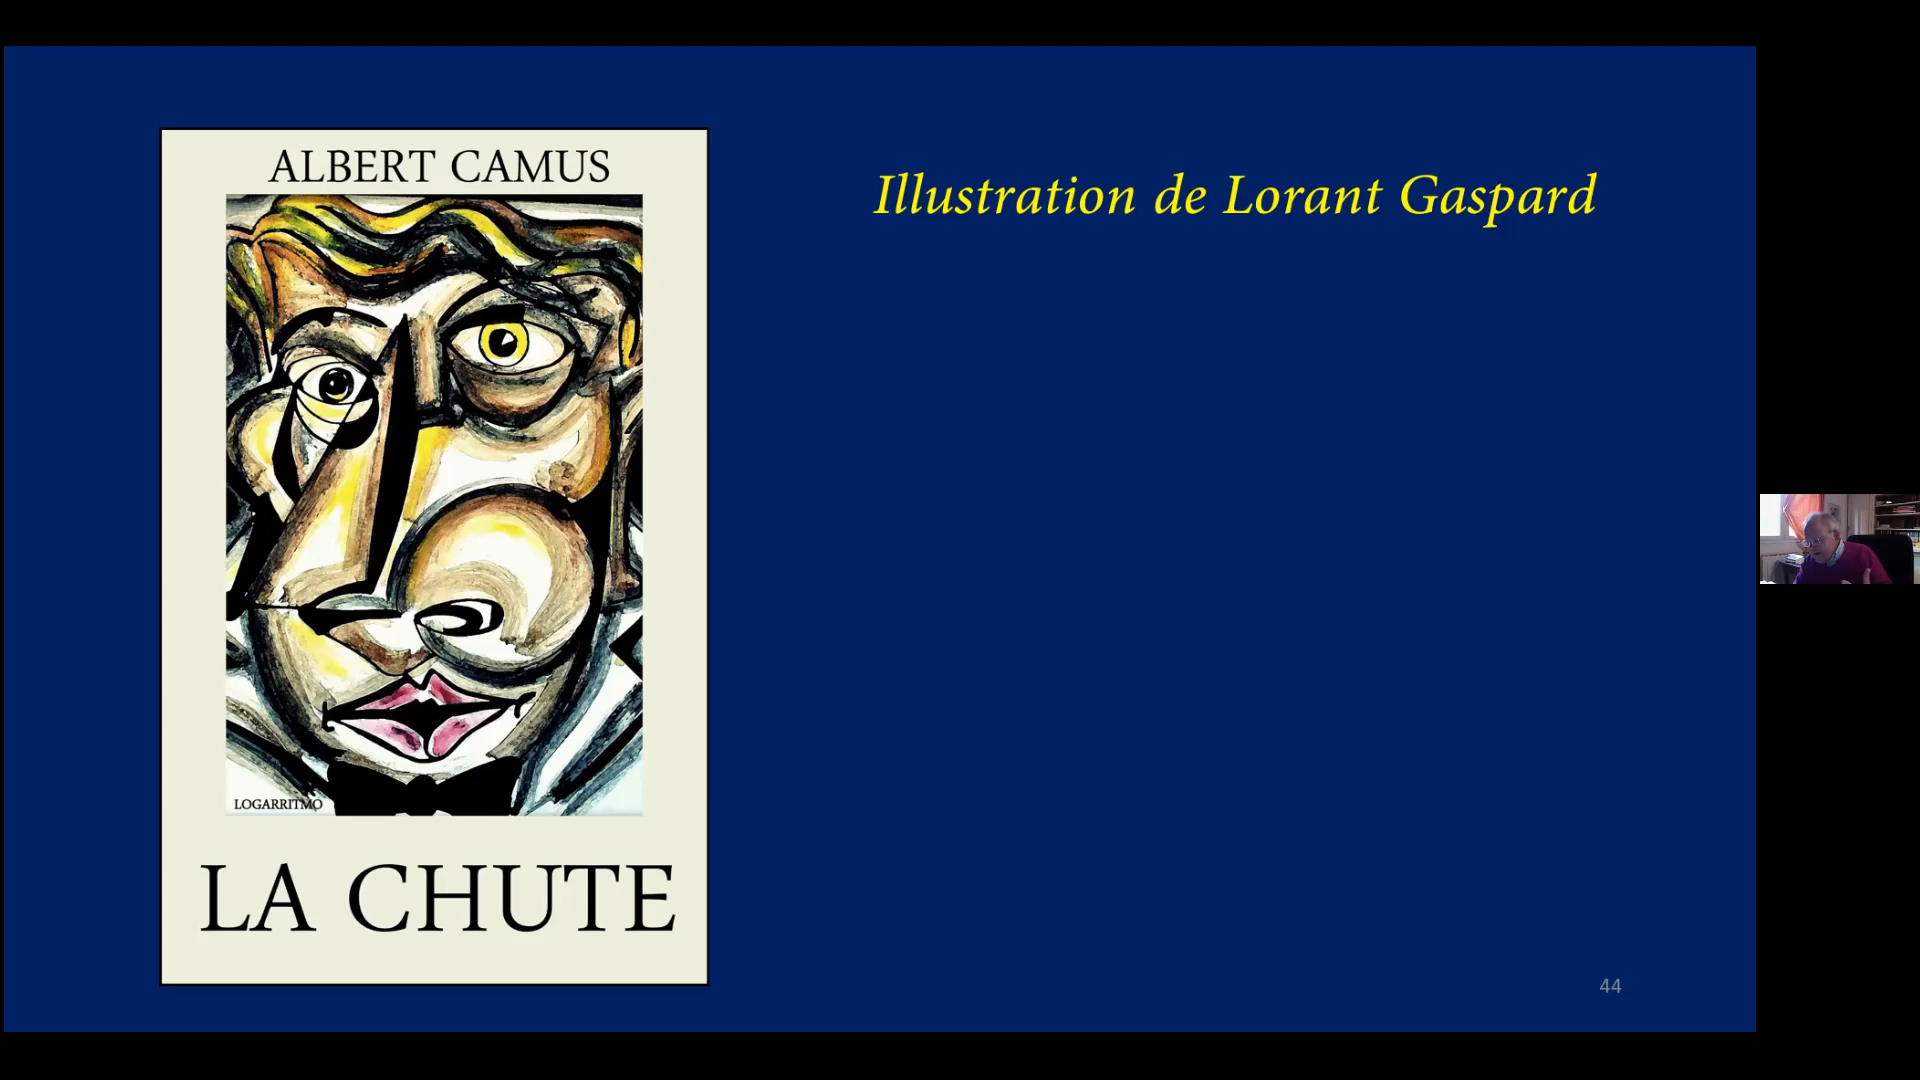 ALBERT CAMUS
LOGARRITMO
LA CHUTE
Illustration de Lorant Gaspard
44